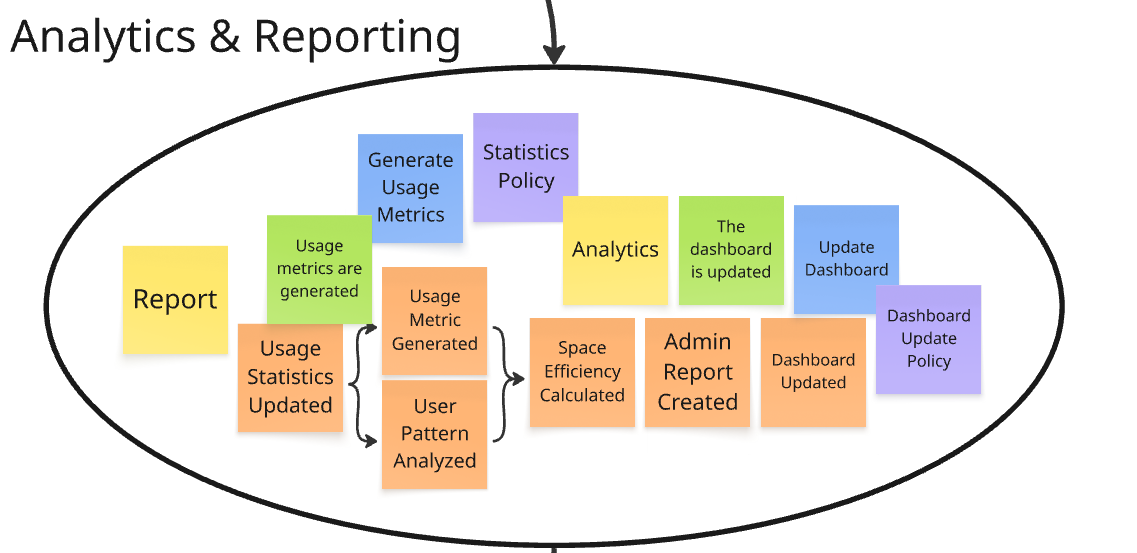 Analytics & Reporting
Statistics
Policy
Generate
Usage
Metrics
Usage
metrics are
generated
Analytics
The
dashboard
is updated
Update
Dashboard
Report
Usage
Metric
Generated
Dashboard
Update
Policy
Usage
Statistics
Updated
Space
Efficiency
Calculated
Admin
Report
Created
Dashboard
Updated
User
Pattern
Analyzed